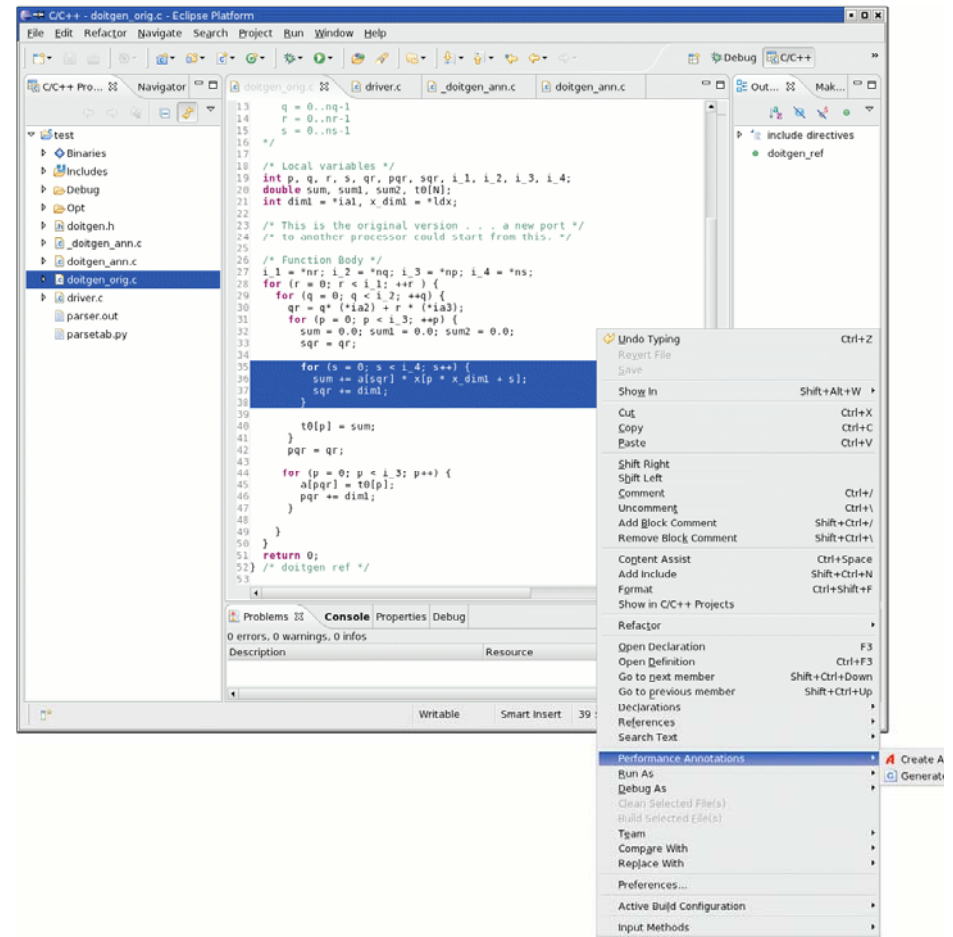 C/C++ - doitgen_orig.c - Eclipse Platform
File Edit Refactor Navigate Search Project Run Window Help
Debug C/C++ »
C/C++ Pro... Navigator
doitgen_orig.c driver.c _doitgen_ann.c doitgen_ann.c
Out... Mak...
test
Binaries
Includes
Debug
Opt
doitgen.h
_doitgen_ann.c
doitgen_ann.c
doitgen_orig.c
driver.c
parser.out
parsetab.py
13 q = 0..nq-1
14 r = 0..nr-1
15 s = 0..ns-1
16 */
17
18 /* Local variables */
19 int p, q, r, s, qr, pqr, sqr, i_1, i_2, i_3, i_4;
20 double sum, sum1, sum2, t0[N];
21 int dim1 = *ia1, x_dim1 = *ldx;
22
23 /* This is the original version . . . a new port */
24 /* to another processor could start from this. */
25
26 /* Function Body */
27 i_1 = *nr; i_2 = *nq; i_3 = *np; i_4 = *ns;
28 for (r = 0; r < i_1; ++r ) {
29 for (q = 0; q < i_2; ++q) {
30 qr = q* (*ia2) + r * (*ia3);
31 for (p = 0; p < i_3; ++p) {
32 sum = 0.0; sum1 = 0.0; sum2 = 0.0;
33 sqr = qr;
34
35 for (s = 0; s < i_4; s++) {
36 sum += a[sqr] * x[p * x_dim1 + s];
37 sqr += dim1;
38 }
39
40 t0[p] = sum;
41 }
42 pqr = qr;
43
44 for (p = 0; p < i_3; p++) {
45 a[pqr] = t0[p];
46 pqr += dim1;
47 }
48
49 }
50 }
51 return 0;
52} /* doitgen ref */
53
include directives
doitgen_ref
Problems Console Properties Debug
0 errors, 0 warnings, 0 infos
Description Resource
Writable Smart Insert 39
Undo Typing Ctrl+Z
Revert File
Save
Show In Shift+Alt+W
Cut Ctrl+X
Copy Ctrl+C
Paste Ctrl+V
Shift Right
Shift Left
Comment Ctrl+/
Uncomment Ctrl+\
Add Block Comment Shift+Ctrl+/
Remove Block Comment Shift+Ctrl+\
Content Assist Ctrl+Space
Add Include Shift+Ctrl+N
Format Ctrl+Shift+F
Show in C/C++ Projects
Refactor
Open Declaration F3
Open Definition Ctrl+F3
Go to next member Shift+Ctrl+Down
Go to previous member Shift+Ctrl+Up
Declarations
References
Search Text
Performance Annotations
Run As
Debug As
Clean Selected File(s)
Build Selected File(s)
Team
Compare With
Replace With
Preferences...
Active Build Configuration
Input Methods
Create A
Generate